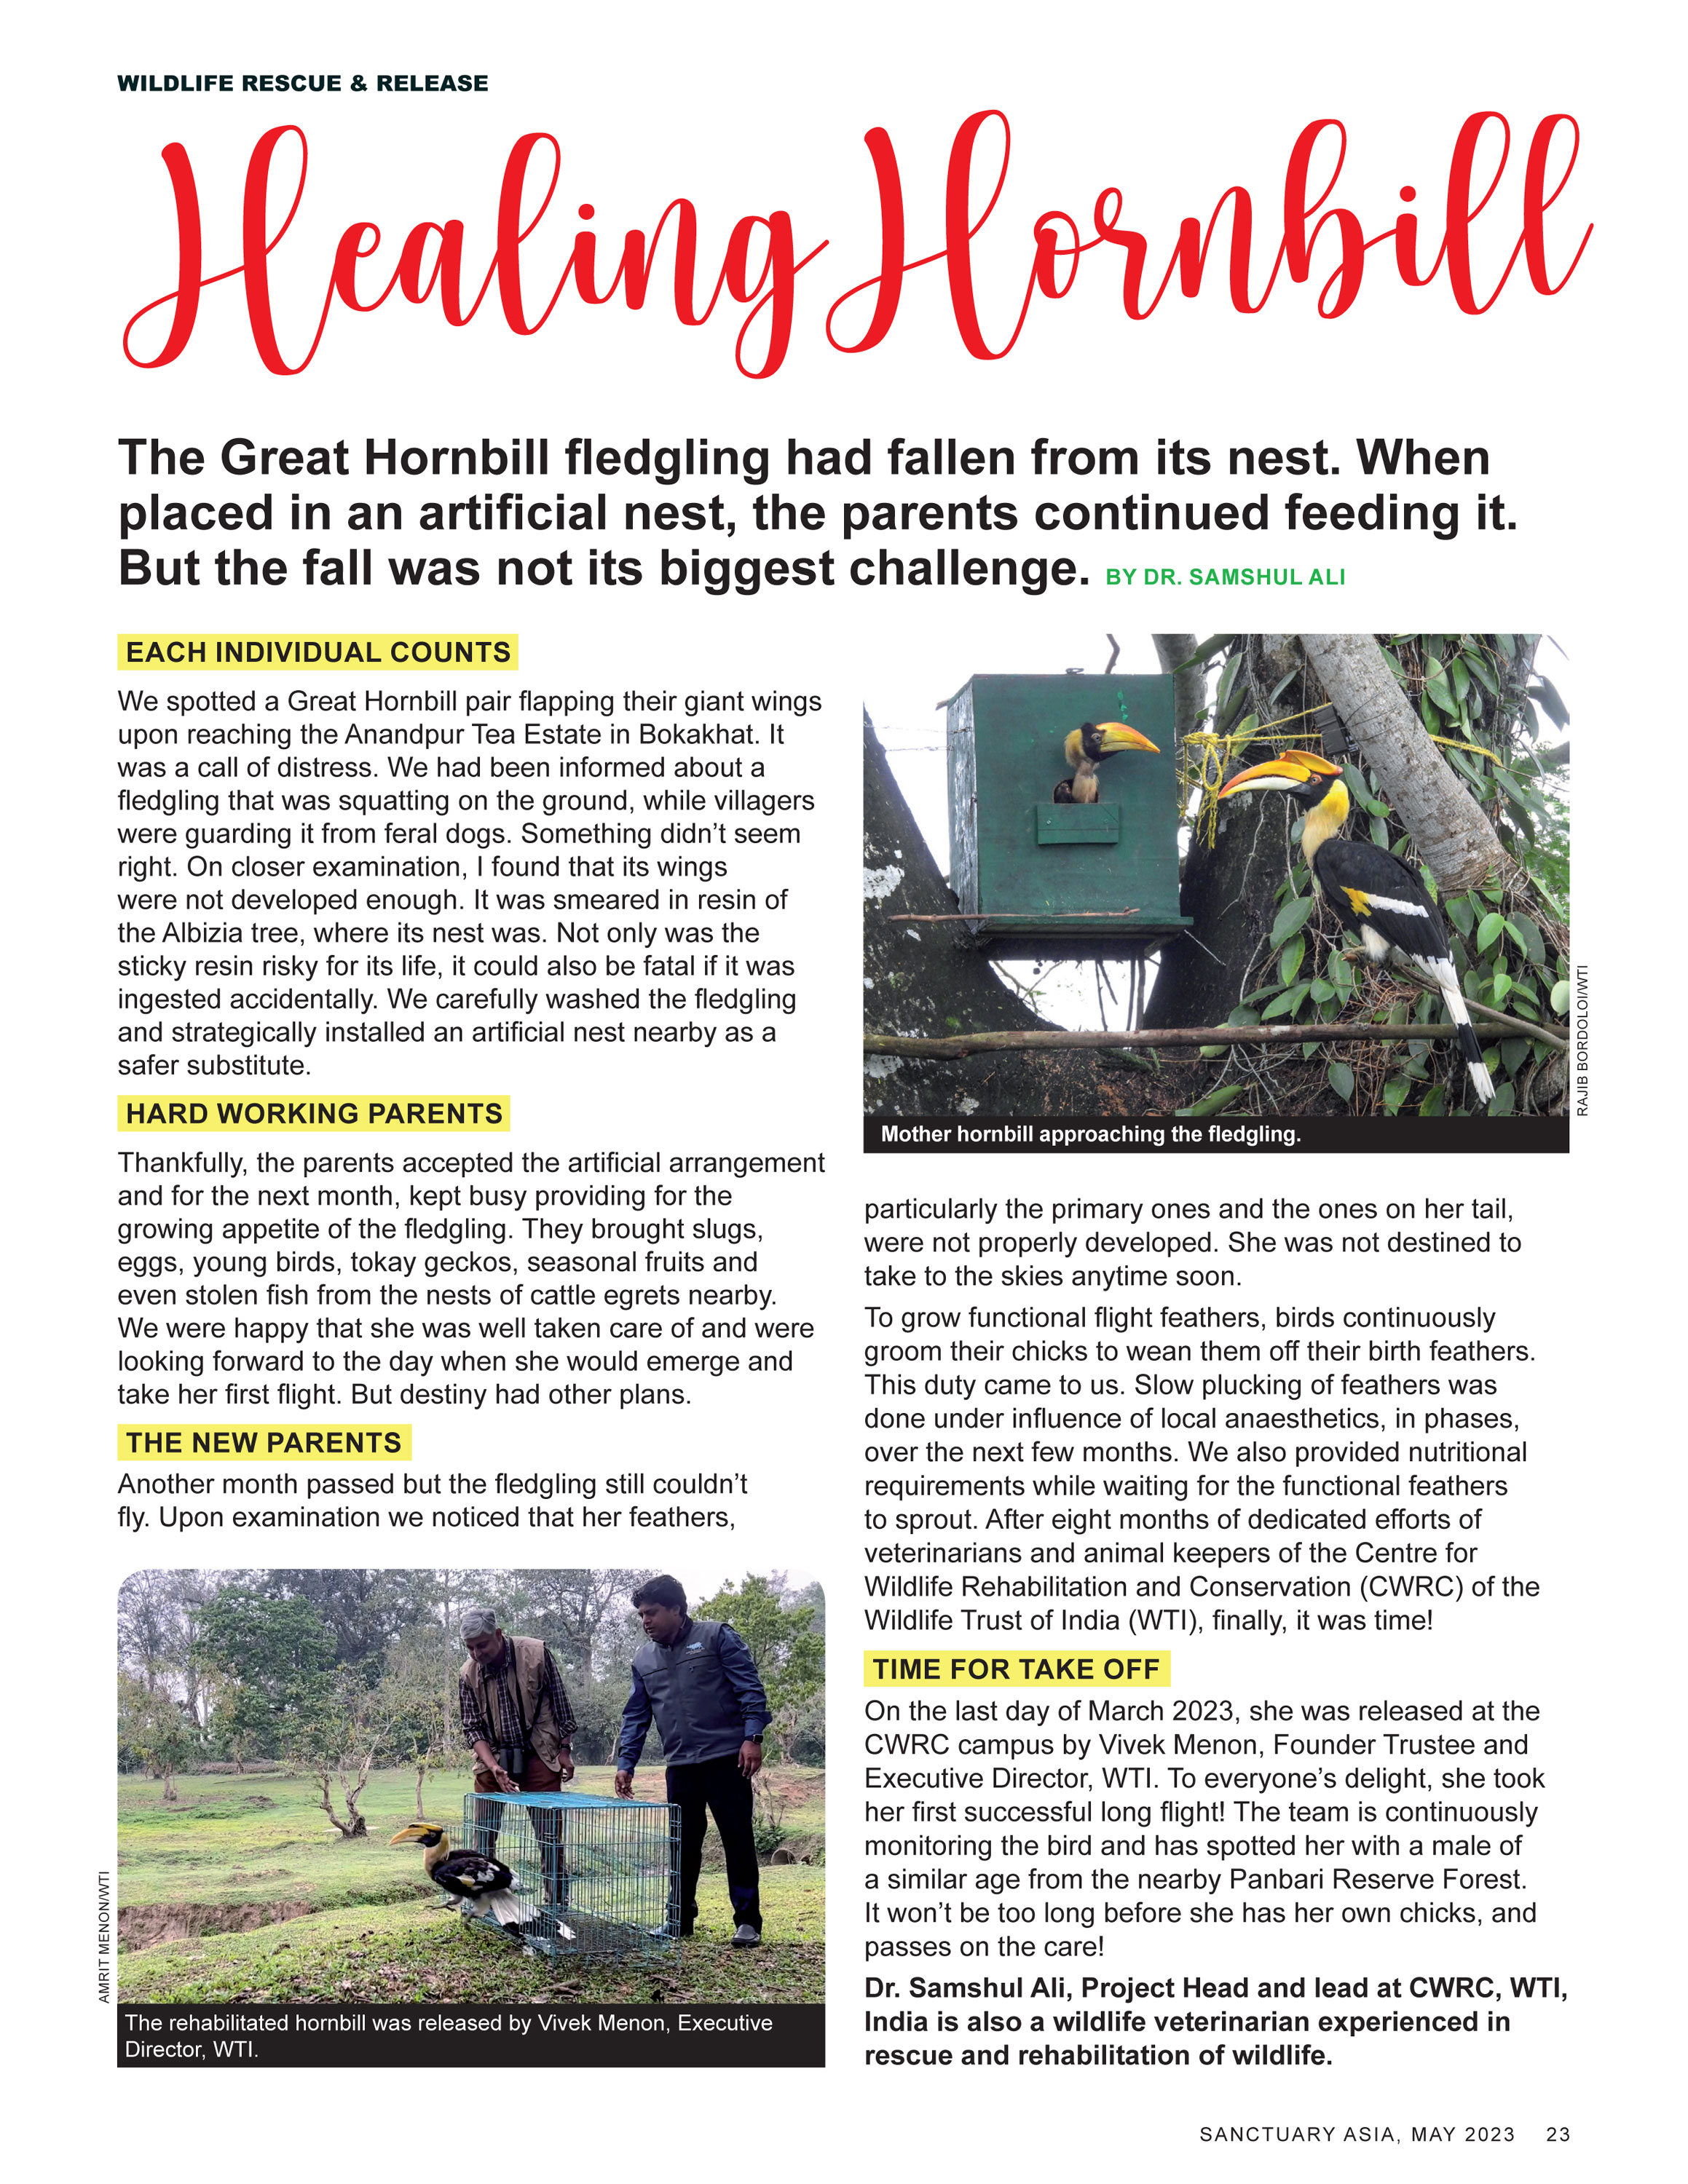 WILDLIFE RESCUE & RELEASE
Healing Hornbill
The Great Hornbill fledgling had fallen from its nest. When
placed in an artificial nest, the parents continued feeding it.
But the fall was not its biggest challenge. BY DR. SAMSHUL ALI
EACH INDIVIDUAL COUNTS
We spotted a Great Hornbill pair flapping their giant wings
upon reaching the Anandpur Tea Estate in Bokakhat. It
was a call of distress. We had been informed about a
fledgling that was squatting on the ground, while villagers
were guarding it from feral dogs. Something didn’t seem
right. On closer examination, I found that its wings
were not developed enough. It was smeared in resin of
the Albizia tree, where its nest was. Not only was the
sticky resin risky for its life, it could also be fatal if it was
ingested accidentally. We carefully washed the fledgling
and strategically installed an artificial nest nearby as a
safer substitute.
HARD WORKING PARENTS
Thankfully, the parents accepted the artificial arrangement
and for the next month, kept busy providing for the
growing appetite of the fledgling. They brought slugs,
eggs, young birds, tokay geckos, seasonal fruits and
even stolen fish from the nests of cattle egrets nearby.
We were happy that she was well taken care of and were
looking forward to the day when she would emerge and
take her first flight. But destiny had other plans.
THE NEW PARENTS
Another month passed but the fledgling still couldn’t
fly. Upon examination we noticed that her feathers,
AMRIT MENON/WTI
The rehabilitated hornbill was released by Vivek Menon, Executive
Director, WTI.
RAJIB BORDOLOI/WTI
Mother hornbill approaching the fledgling.
particularly the primary ones and the ones on her tail,
were not properly developed. She was not destined to
take to the skies anytime soon.
To grow functional flight feathers, birds continuously
groom their chicks to wean them off their birth feathers.
This duty came to us. Slow plucking of feathers was
done under influence of local anaesthetics, in phases,
over the next few months. We also provided nutritional
requirements while waiting for the functional feathers
to sprout. After eight months of dedicated efforts of
veterinarians and animal keepers of the Centre for
Wildlife Rehabilitation and Conservation (CWRC) of the
Wildlife Trust of India (WTI), finally, it was time!
TIME FOR TAKE OFF
On the last day of March 2023, she was released at the
CWRC campus by Vivek Menon, Founder Trustee and
Executive Director, WTI. To everyone’s delight, she took
her first successful long flight! The team is continuously
monitoring the bird and has spotted her with a male of
a similar age from the nearby Panbari Reserve Forest.
It won’t be too long before she has her own chicks, and
passes on the care!
Dr. Samshul Ali, Project Head and lead at CWRC, WTI,
India is also a wildlife veterinarian experienced in
rescue and rehabilitation of wildlife.
SANCTUARY ASIA, MAY 2023 23